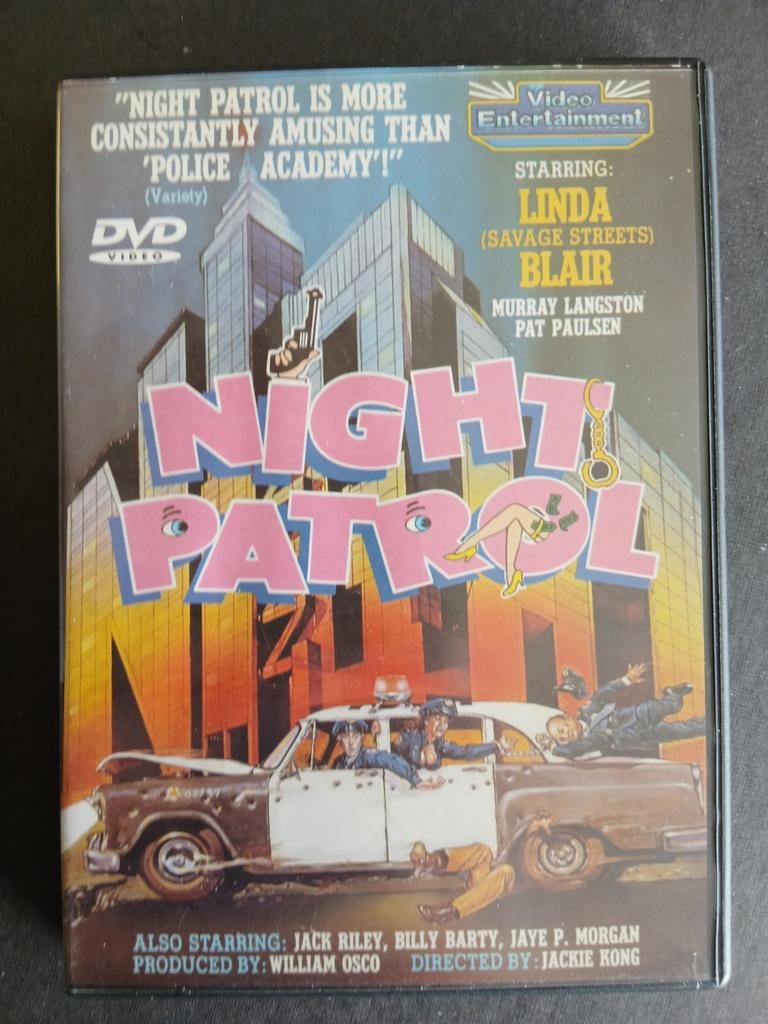 "NIGHT PATROL IS MORE
CONSISTANTLY AMUSING THAN
'POLICE ACADEMY'!"
(Variety)
Video
Entertainment
DVD
VIDEO
STARRING:
LINDA
(SAVAGE STREETS)
BLAIR
MURRAY LANGSTON
PAT PAULSEN
NIGHT
PATROL
02797
ALSO STARRING: JACK RILEY, BILLY BARTY, JAYE P. MORGAN
PRODUCED BY: WILLIAM OSCO DIRECTED BY: JACKIE KONG